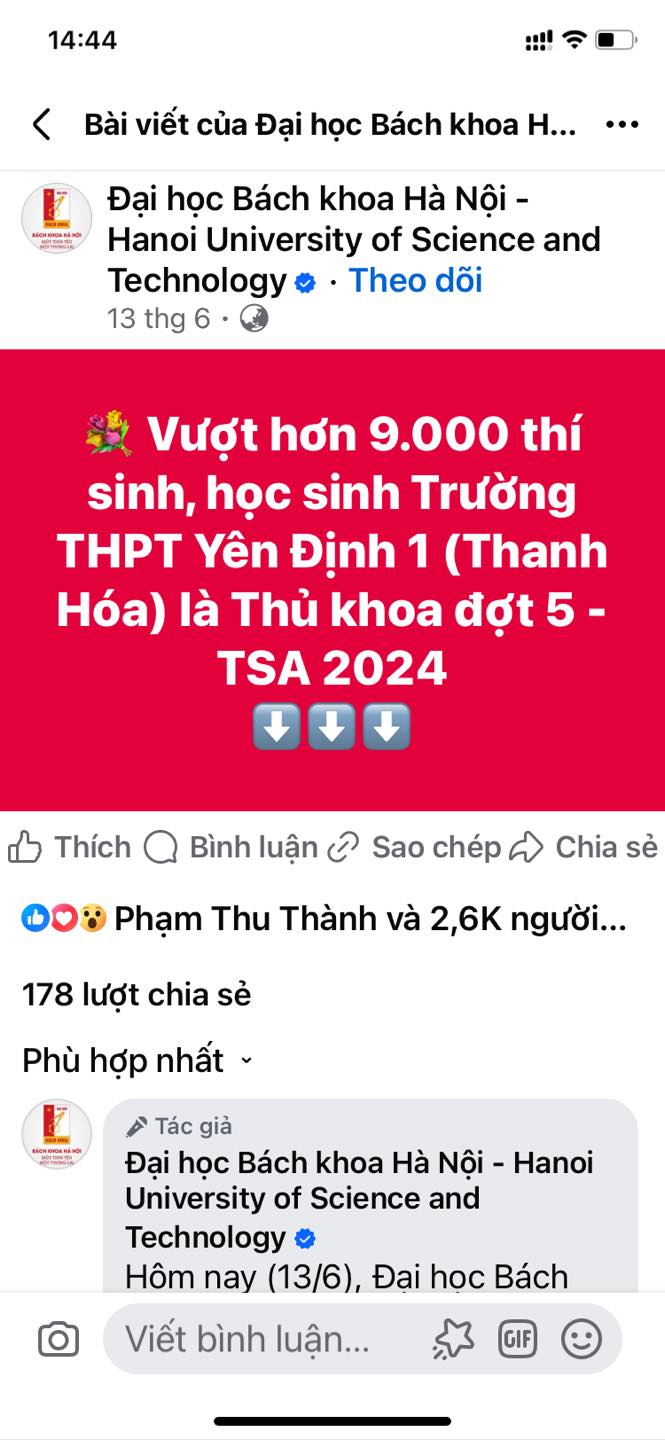 14:44
Bài viết của Đại học Bách khoa H...
Đại học Bách khoa Hà Nội -
Hanoi University of Science and
Technology · Theo dõi
13 thg 6 ·
💐 Vượt hơn 9.000 thí
sinh, học sinh Trường
THPT Yên Định 1 (Thanh
Hóa) là Thủ khoa đợt 5 -
TSA 2024
⬇️⬇️⬇️
Thích Bình luận Sao chép Chia sẻ
Phạm Thu Thành và 2,6K người...
178 lượt chia sẻ
Phù hợp nhất
Tác giả
Đại học Bách khoa Hà Nội - Hanoi
University of Science and
Technology
Hôm nay (13/6), Đại học Bách
Viết bình luận...
GIF